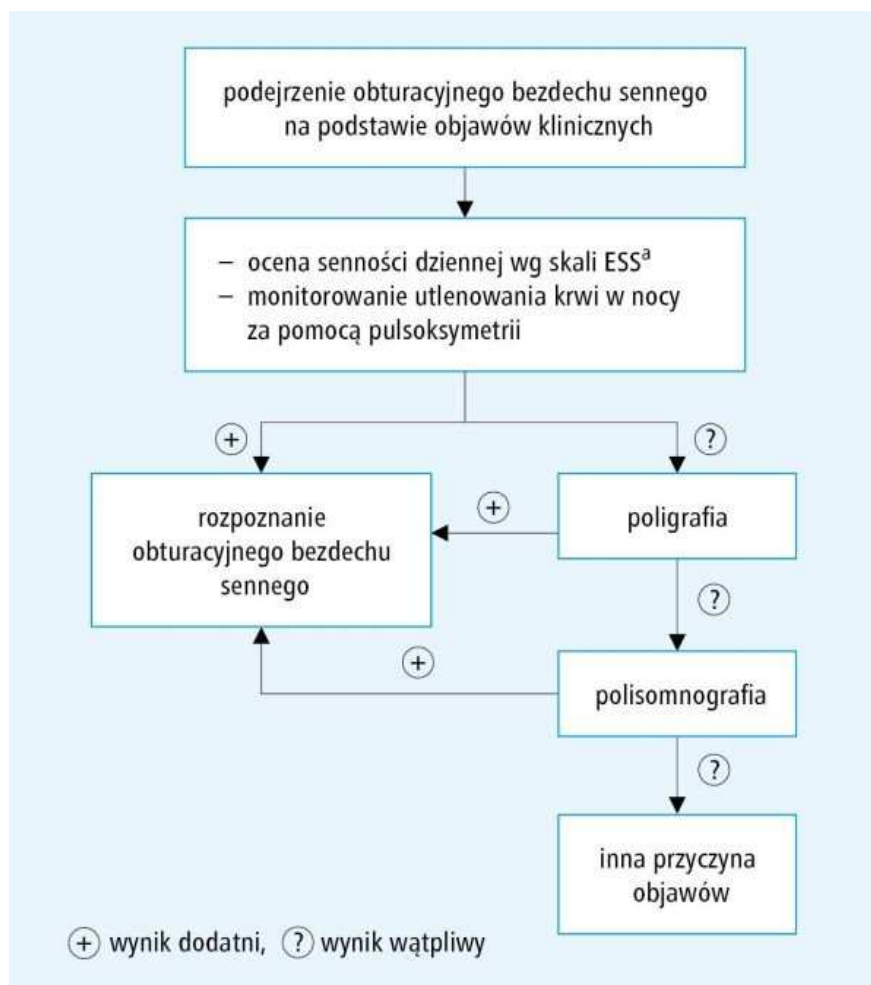 podejrzenie obturacyjnego bezdechu sennego
na podstawie objawów klinicznych
– ocena senności dziennej wg skali ESSa
– monitorowanie utlenowania krwi w nocy
za pomocą pulsoksymetrii
+
?
rozpoznanie
obturacyjnego bezdechu
sennego
+
poligrafia
?
+
polisomnografia
?
inna przyczyna
objawów
+ wynik dodatni, ? wynik wątpliwy